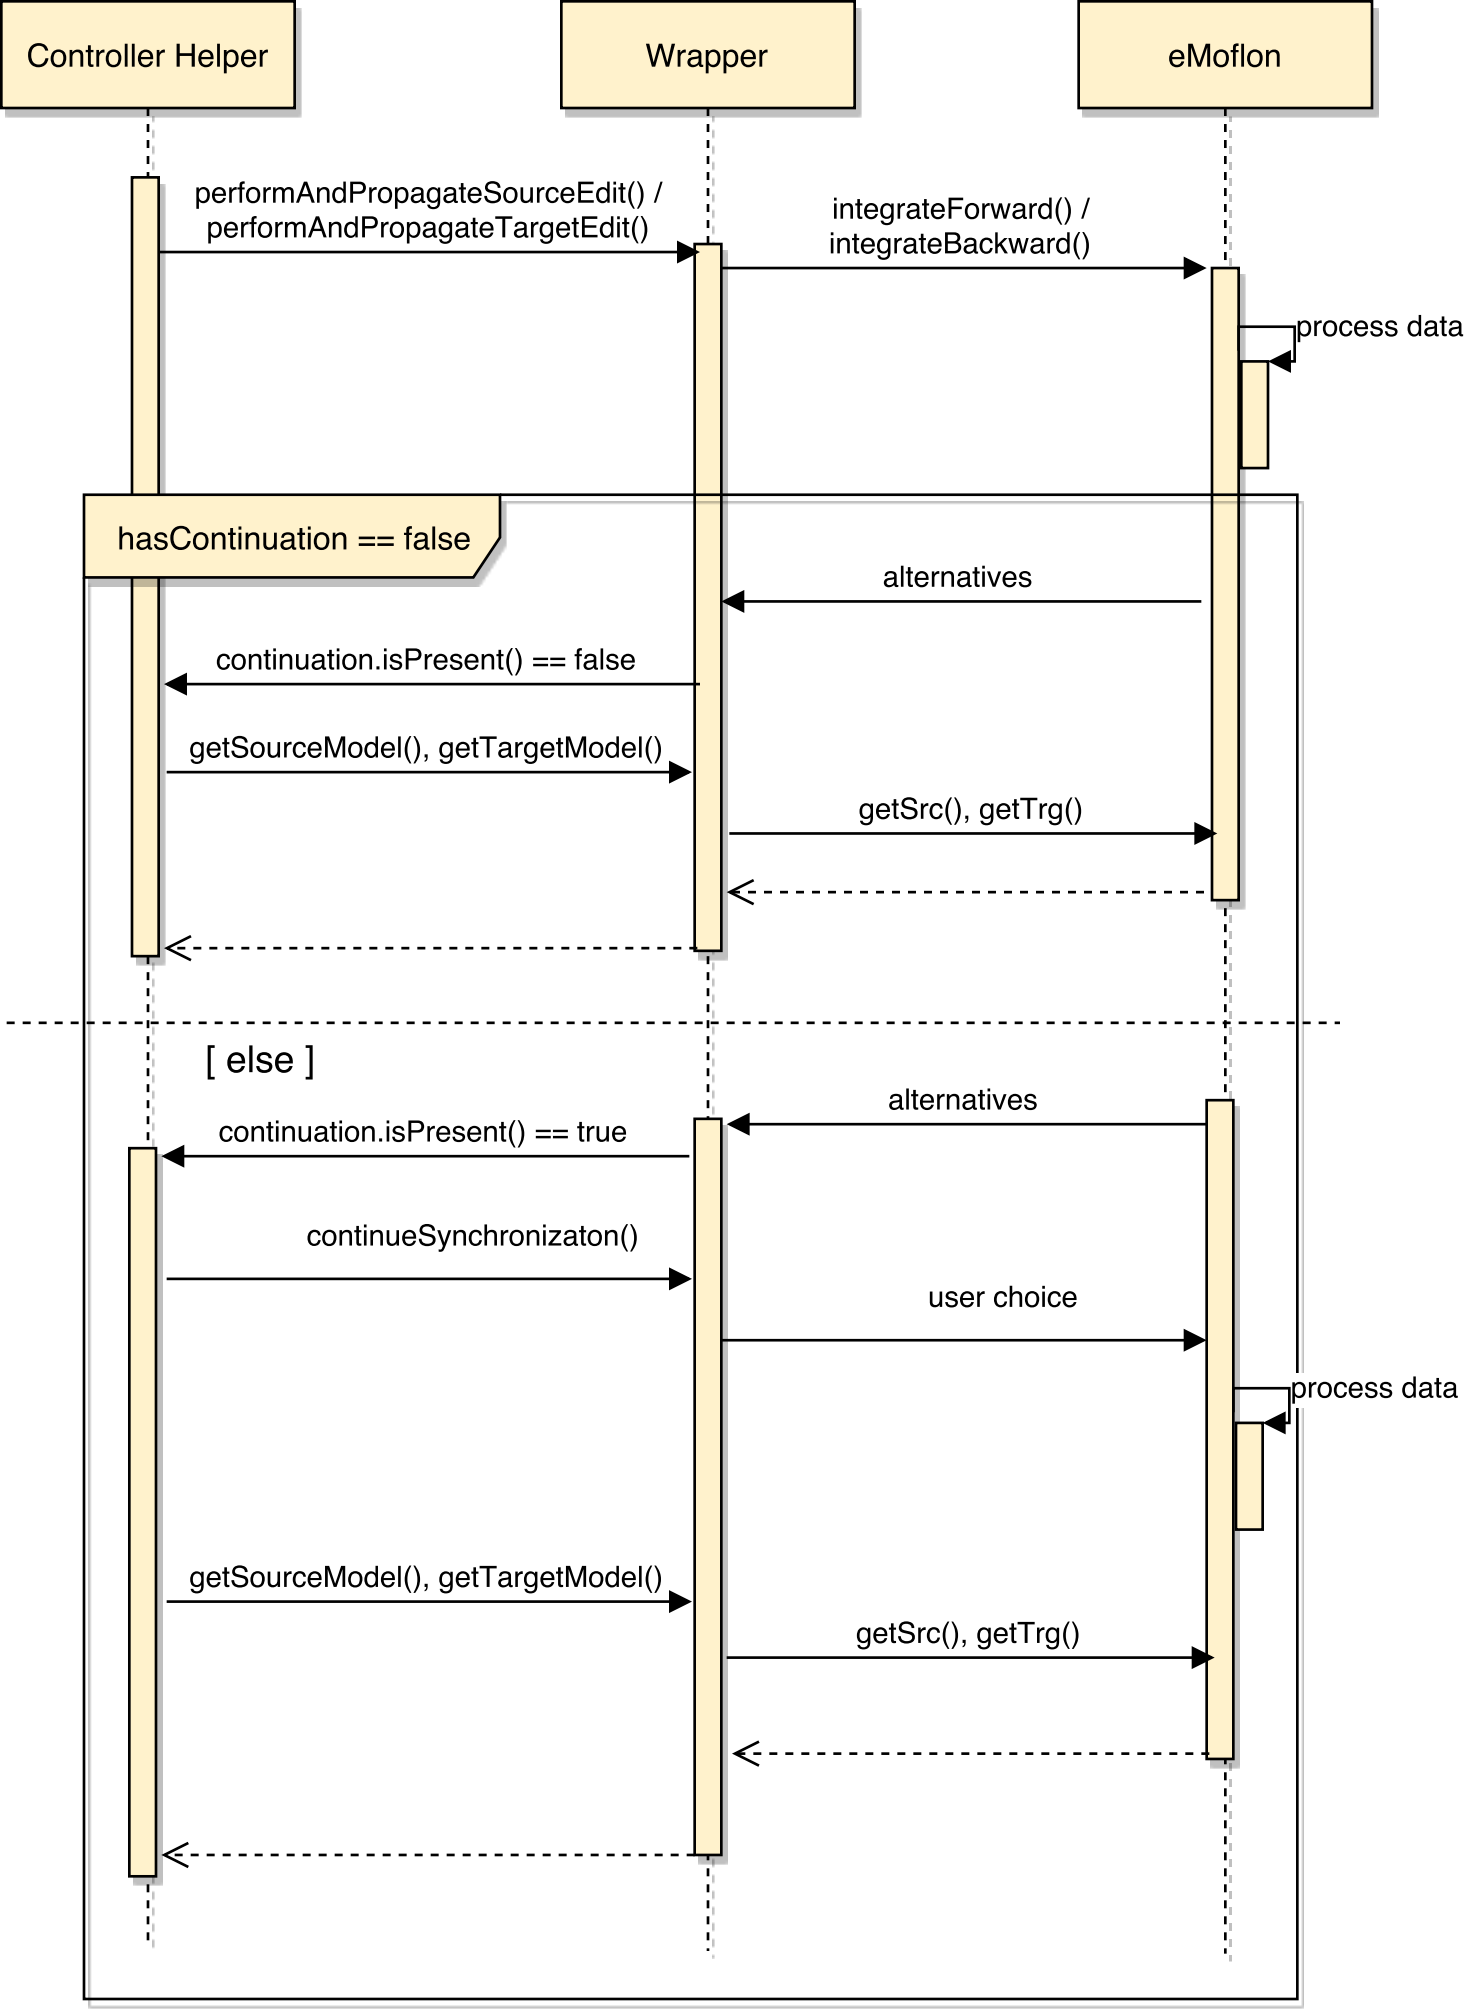 Controller Helper
Wrapper
eMoflon
performAndPropagateSourceEdit() /
performAndPropagateTargetEdit()
integrateForward() /
integrateBackward()
process data
hasContinuation == false
alternatives
continuation.isPresent() == false
getSourceModel(), getTargetModel()
getSrc(), getTrg()
[ else ]
alternatives
continuation.isPresent() == true
continueSynchronizaton()
user choice
process data
getSourceModel(), getTargetModel()
getSrc(), getTrg()